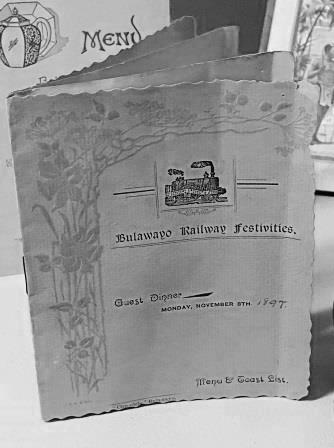 MENU
Bulawayo Railway Festivities.
Guest Dinner
MONDAY, NOVEMBER 8TH. 1897.
Menu & Toast List.